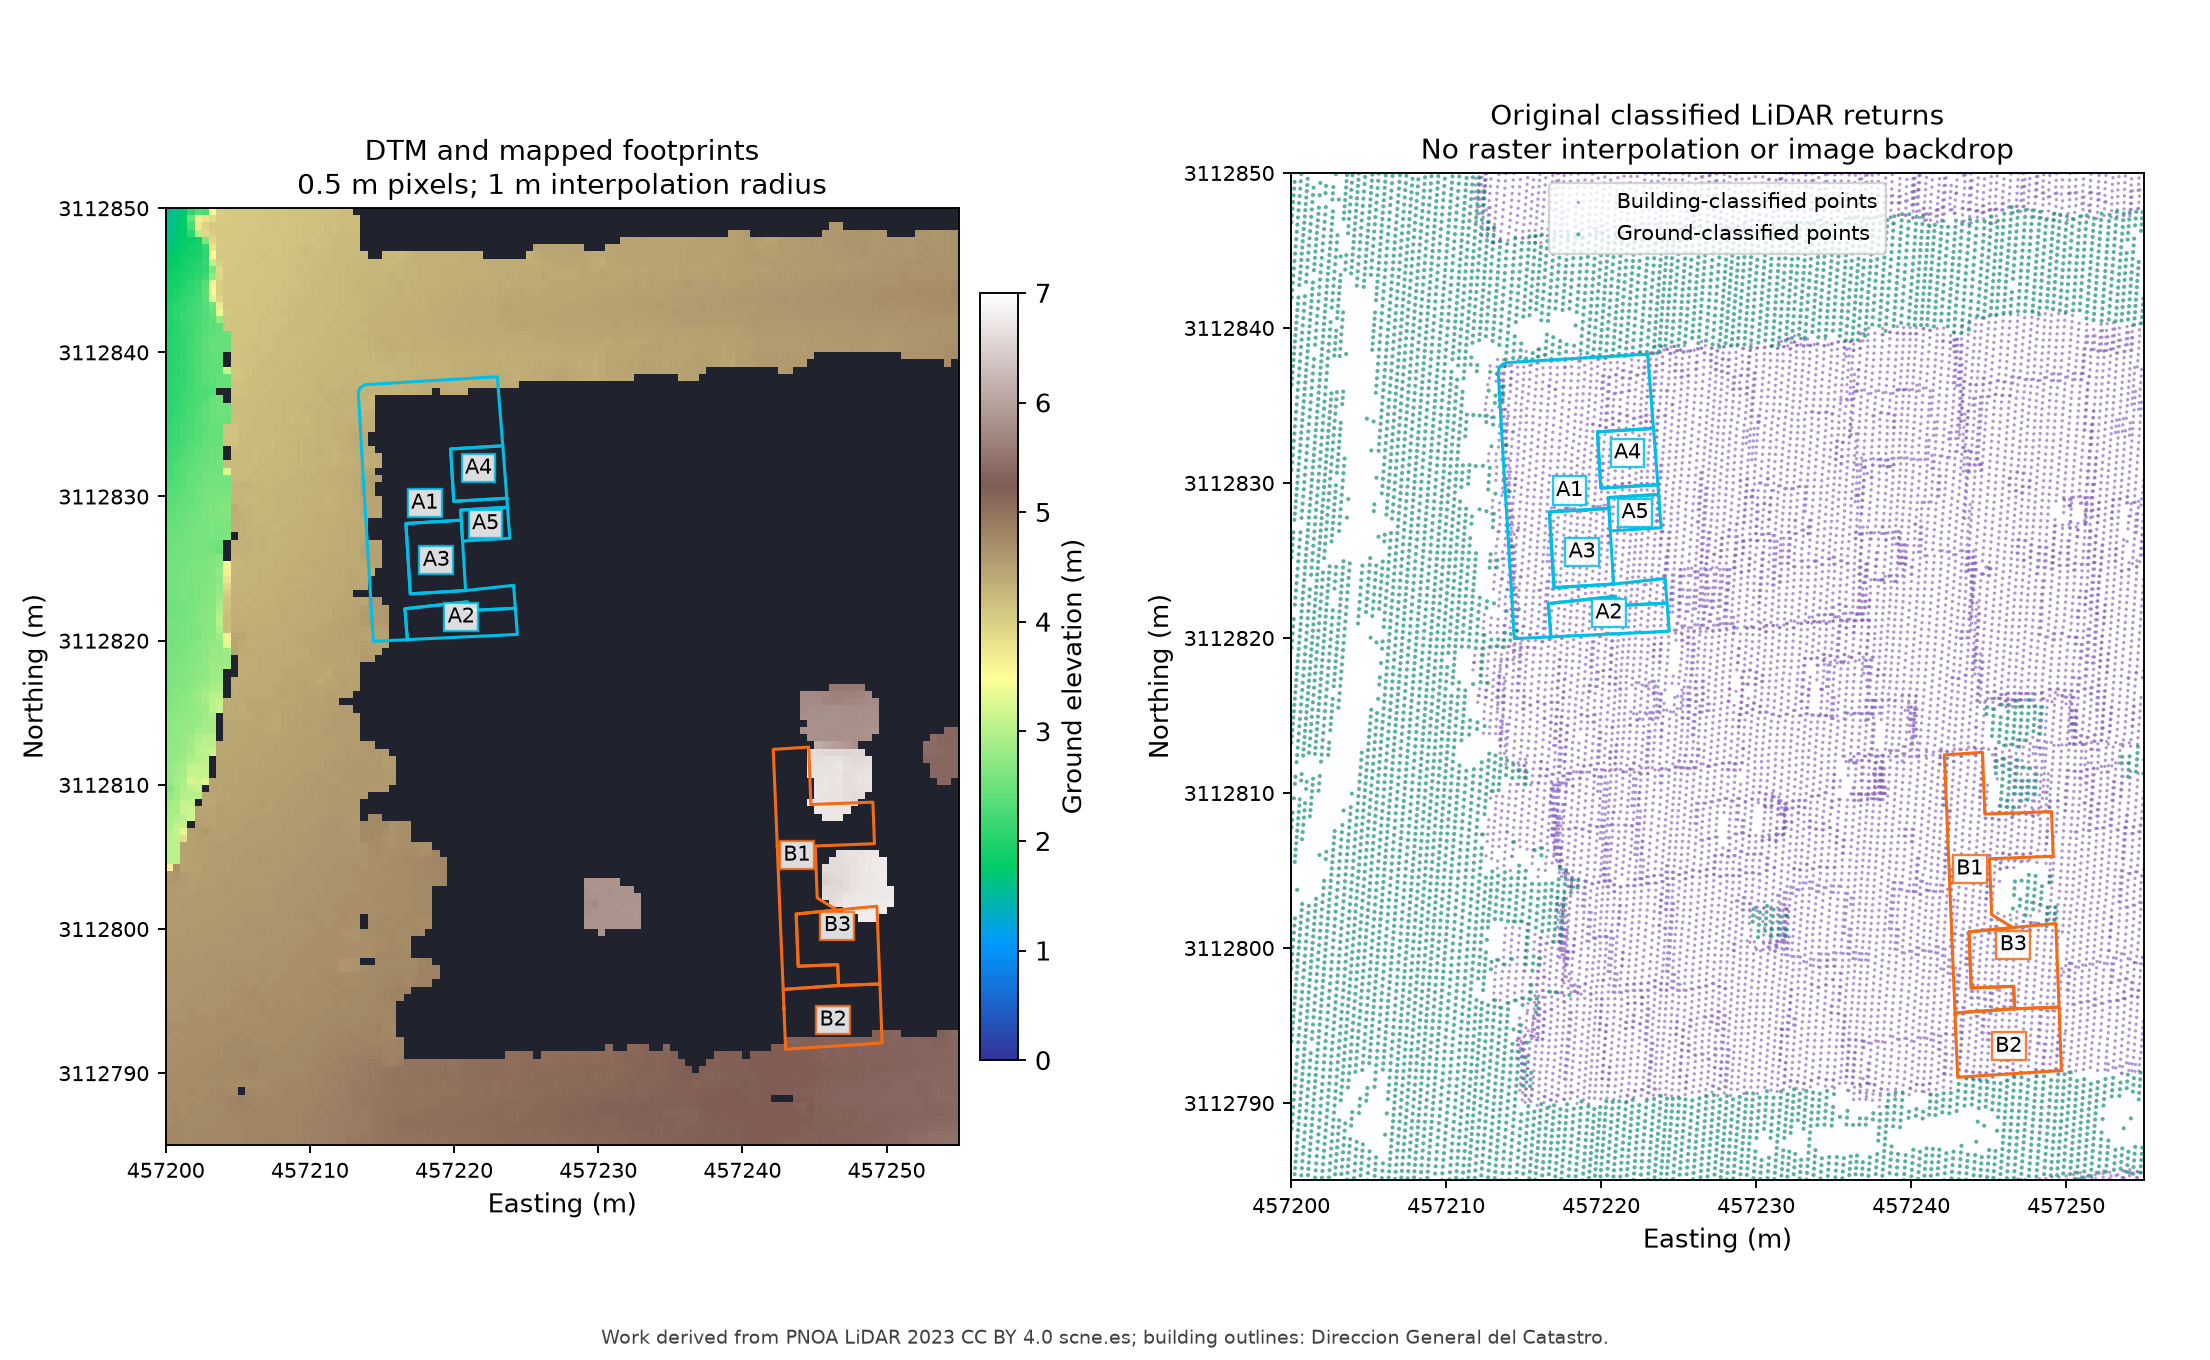 DTM and mapped footprints
0.5 m pixels; 1 m interpolation radius
3112850
3112840
3112830
3112820
3112810
3112800
3112790
Northing (m)
A4
A1
A5
A3
A2
B1
B3
B2
457200
457210
457220
457230
457240
457250
Easting (m)
7
6
5
4
3
2
1
0
Ground elevation (m)
Original classified LiDAR returns
No raster interpolation or image backdrop
Building-classified points
Ground-classified points
3112850
3112840
3112830
3112820
3112810
3112800
3112790
Northing (m)
A4
A1
A5
A3
A2
B1
B3
B2
457200
457210
457220
457230
457240
457250
Easting (m)
Work derived from PNOA LiDAR 2023 CC BY 4.0 scne.es; building outlines: Direccion General del Catastro.